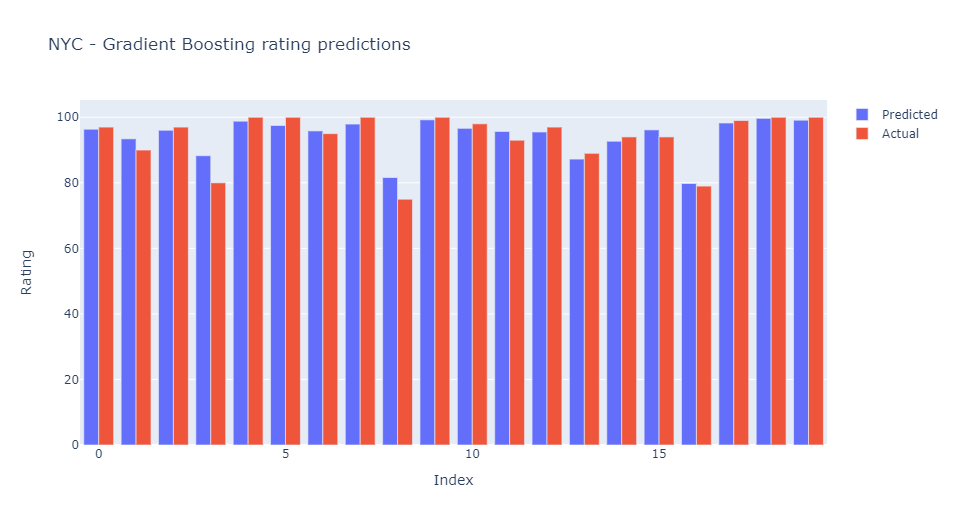 NYC - Gradient Boosting rating predictions
Predicted
Actual
100
80
60
40
20
0
Rating
0 5 10 15
Index